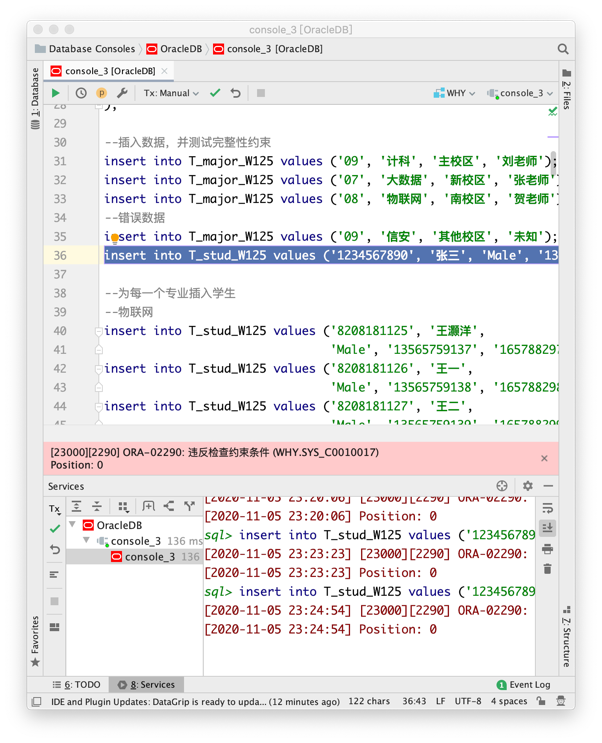 console_3 [OracleDB]
Database Consoles
OracleDB
console_3 [OracleDB]
console_3 [OracleDB]
Tx: Manual
WHY
console_3
1: Database
2: Files
28 );
29
30 --插入数据，并测试完整性约束
31 insert into T_major_W125 values ('09', '计科', '主校区', '刘老师');
32 insert into T_major_W125 values ('07', '大数据', '新校区', '张老师'
33 insert into T_major_W125 values ('08', '物联网', '南校区', '贺老师'
34 --错误数据
35 insert into T_major_W125 values ('09', '信安', '其他校区', '未知');
36 insert into T_stud_W125 values ('1234567890', '张三', 'Male', '13
37
38 --为每一个专业插入学生
39 --物联网
40 insert into T_stud_W125 values ('8208181125', '王灏洋',
41 'Male', '13565759137', '165788297
42 insert into T_stud_W125 values ('8208181126', '王一',
43 'Male', '13565759138', '165788298
44 insert into T_stud_W125 values ('8208181127', '王二',
[23000][2290] ORA-02290: 违反检查约束条件 (WHY.SYS_C0010017)
Position: 0
Services
Tx
OracleDB
console_3 136 ms
console_3 136
[2020-11-05 23:20:06] [23000][2290] ORA-02290:
[2020-11-05 23:20:06] Position: 0
sql> insert into T_stud_W125 values ('123456789
[2020-11-05 23:23:23] [23000][2290] ORA-02290:
[2020-11-05 23:23:23] Position: 0
sql> insert into T_stud_W125 values ('123456789
[2020-11-05 23:24:54] [23000][2290] ORA-02290:
[2020-11-05 23:24:54] Position: 0
Favorites
Z: Structure
6: TODO
8: Services
1 Event Log
IDE and Plugin Updates: DataGrip is ready to upda... (12 minutes ago)
122 chars
36:43
LF
UTF-8
4 spaces